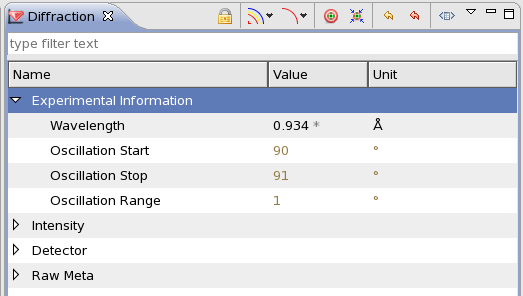 Diffraction
type filter text
Name Value Unit
Experimental Information
Wavelength 0.934 * Å
Oscillation Start 90 °
Oscillation Stop 91 °
Oscillation Range 1 °
Intensity
Detector
Raw Meta